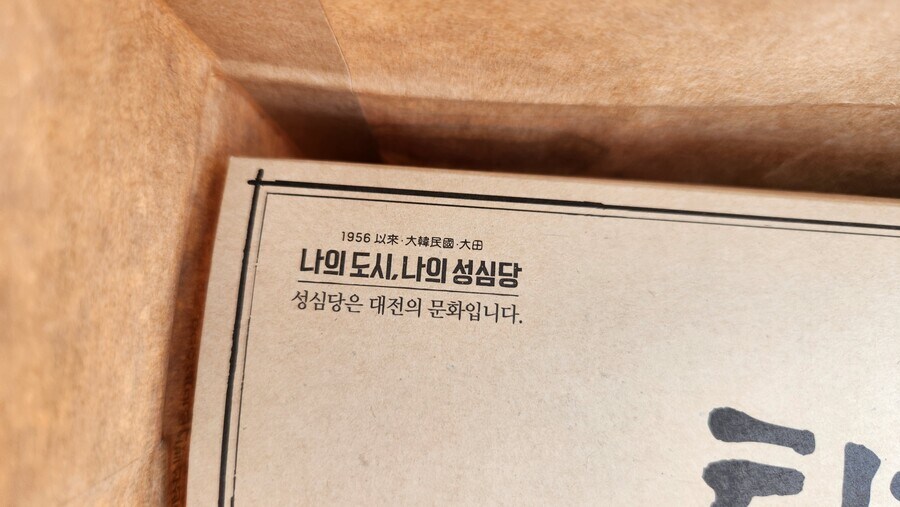 1956 以來·大韓民國·大田
나의 도시, 나의 성심당
성심당은 대전의 문화입니다.